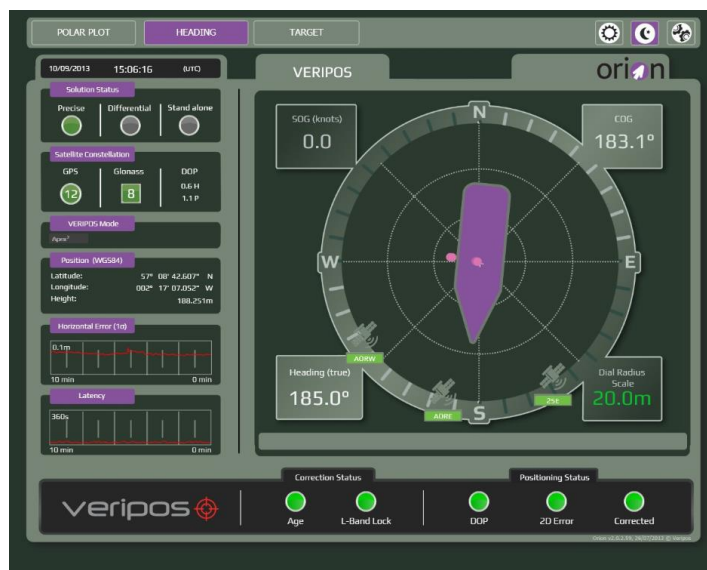 POLAR PLOT HEADING TARGET
10/09/2013 15:06:16 (UTC)
VERIPOS
orion
Solution Status
Precise Differential Stand alone
Satellite Constellation
GPS Glonass DOP
12 8 0.6 H
1.1 P
VERIPOS Mode
Apex²
Position (WGS84)
Latitude: 57° 08' 42.607" N
Longitude: 002° 17' 07.052" W
Height: 188.251m
Horizontal Error (1σ)
0.1m
10 min 0 min
Latency
360s
10 min 0 min
SOG (knots)
0.0
COG
183.1°
N
W E
S
AORW
AORE
25E
Heading (true)
185.0°
Dial Radius
Scale
20.0m
veripos
Correction Status
Age L-Band Lock
Positioning Status
DOP 2D Error Corrected